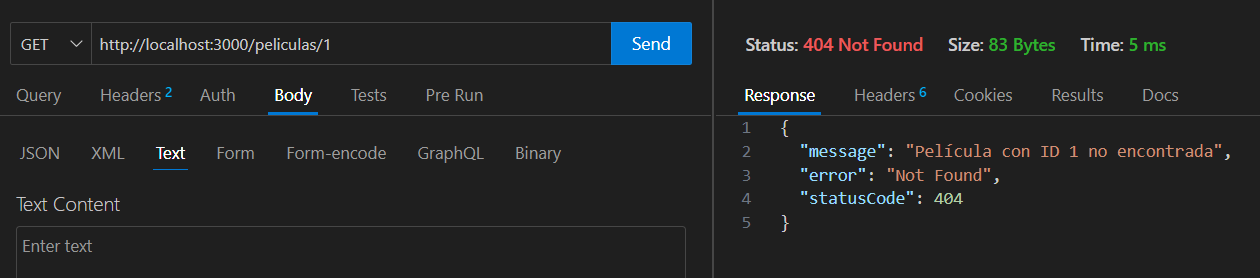 GET http://localhost:3000/peliculas/1 Send
Query Headers 2 Auth Body Tests Pre Run
JSON XML Text Form Form-encode GraphQL Binary
Text Content
Enter text
Status: 404 Not Found Size: 83 Bytes Time: 5 ms
Response Headers 6 Cookies Results Docs
1 {
2 "message": "Película con ID 1 no encontrada",
3 "error": "Not Found",
4 "statusCode": 404
5 }